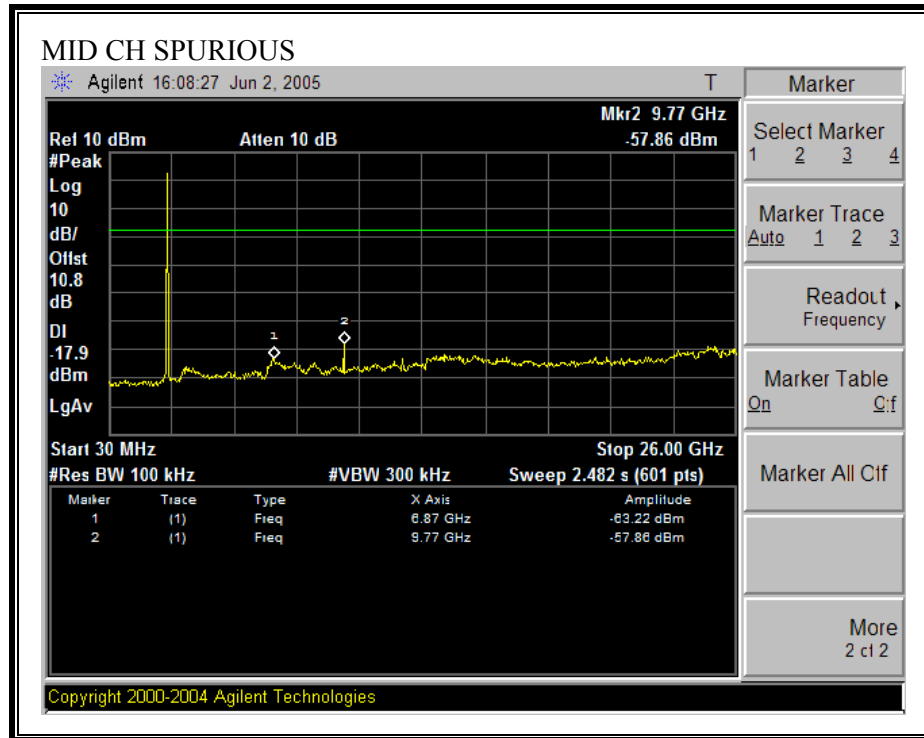 MID CH SPURIOUS
Agilent 16:08:27 Jun 2, 2005 T
Mkr2 9.77 GHz
Ref 10 dBm Atten 10 dB -57.86 dBm
#Peak
Log
10
dB/
Offst
10.8
dB
DI
-17.9
dBm
LgAv
1
2
Start 30 MHz Stop 26.00 GHz
#Res BW 100 kHz #VBW 300 kHz Sweep 2.482 s (601 pts)
Marker Trace Type X Axis Amplitude
1 (1) Freq 6.87 GHz -63.22 dBm
2 (1) Freq 9.77 GHz -57.86 dBm
Copyright 2000-2004 Agilent Technologies
Marker
Select Marker
1 2 3 4
Marker Trace
Auto 1 2 3
Readout
Frequency
Marker Table
On Off
Marker All Off
More
2 of 2